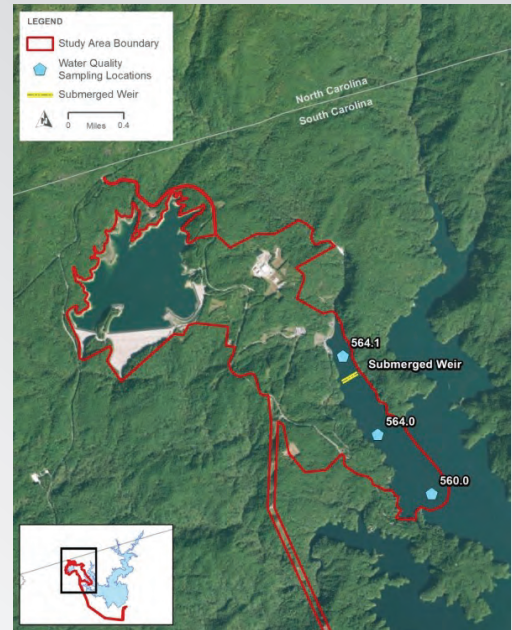 LEGEND
Study Area Boundary
Water Quality
Sampling Locations
Submerged Weir
0 Miles 0.4
North Carolina
South Carolina
564.1
Submerged Weir
564.0
560.0